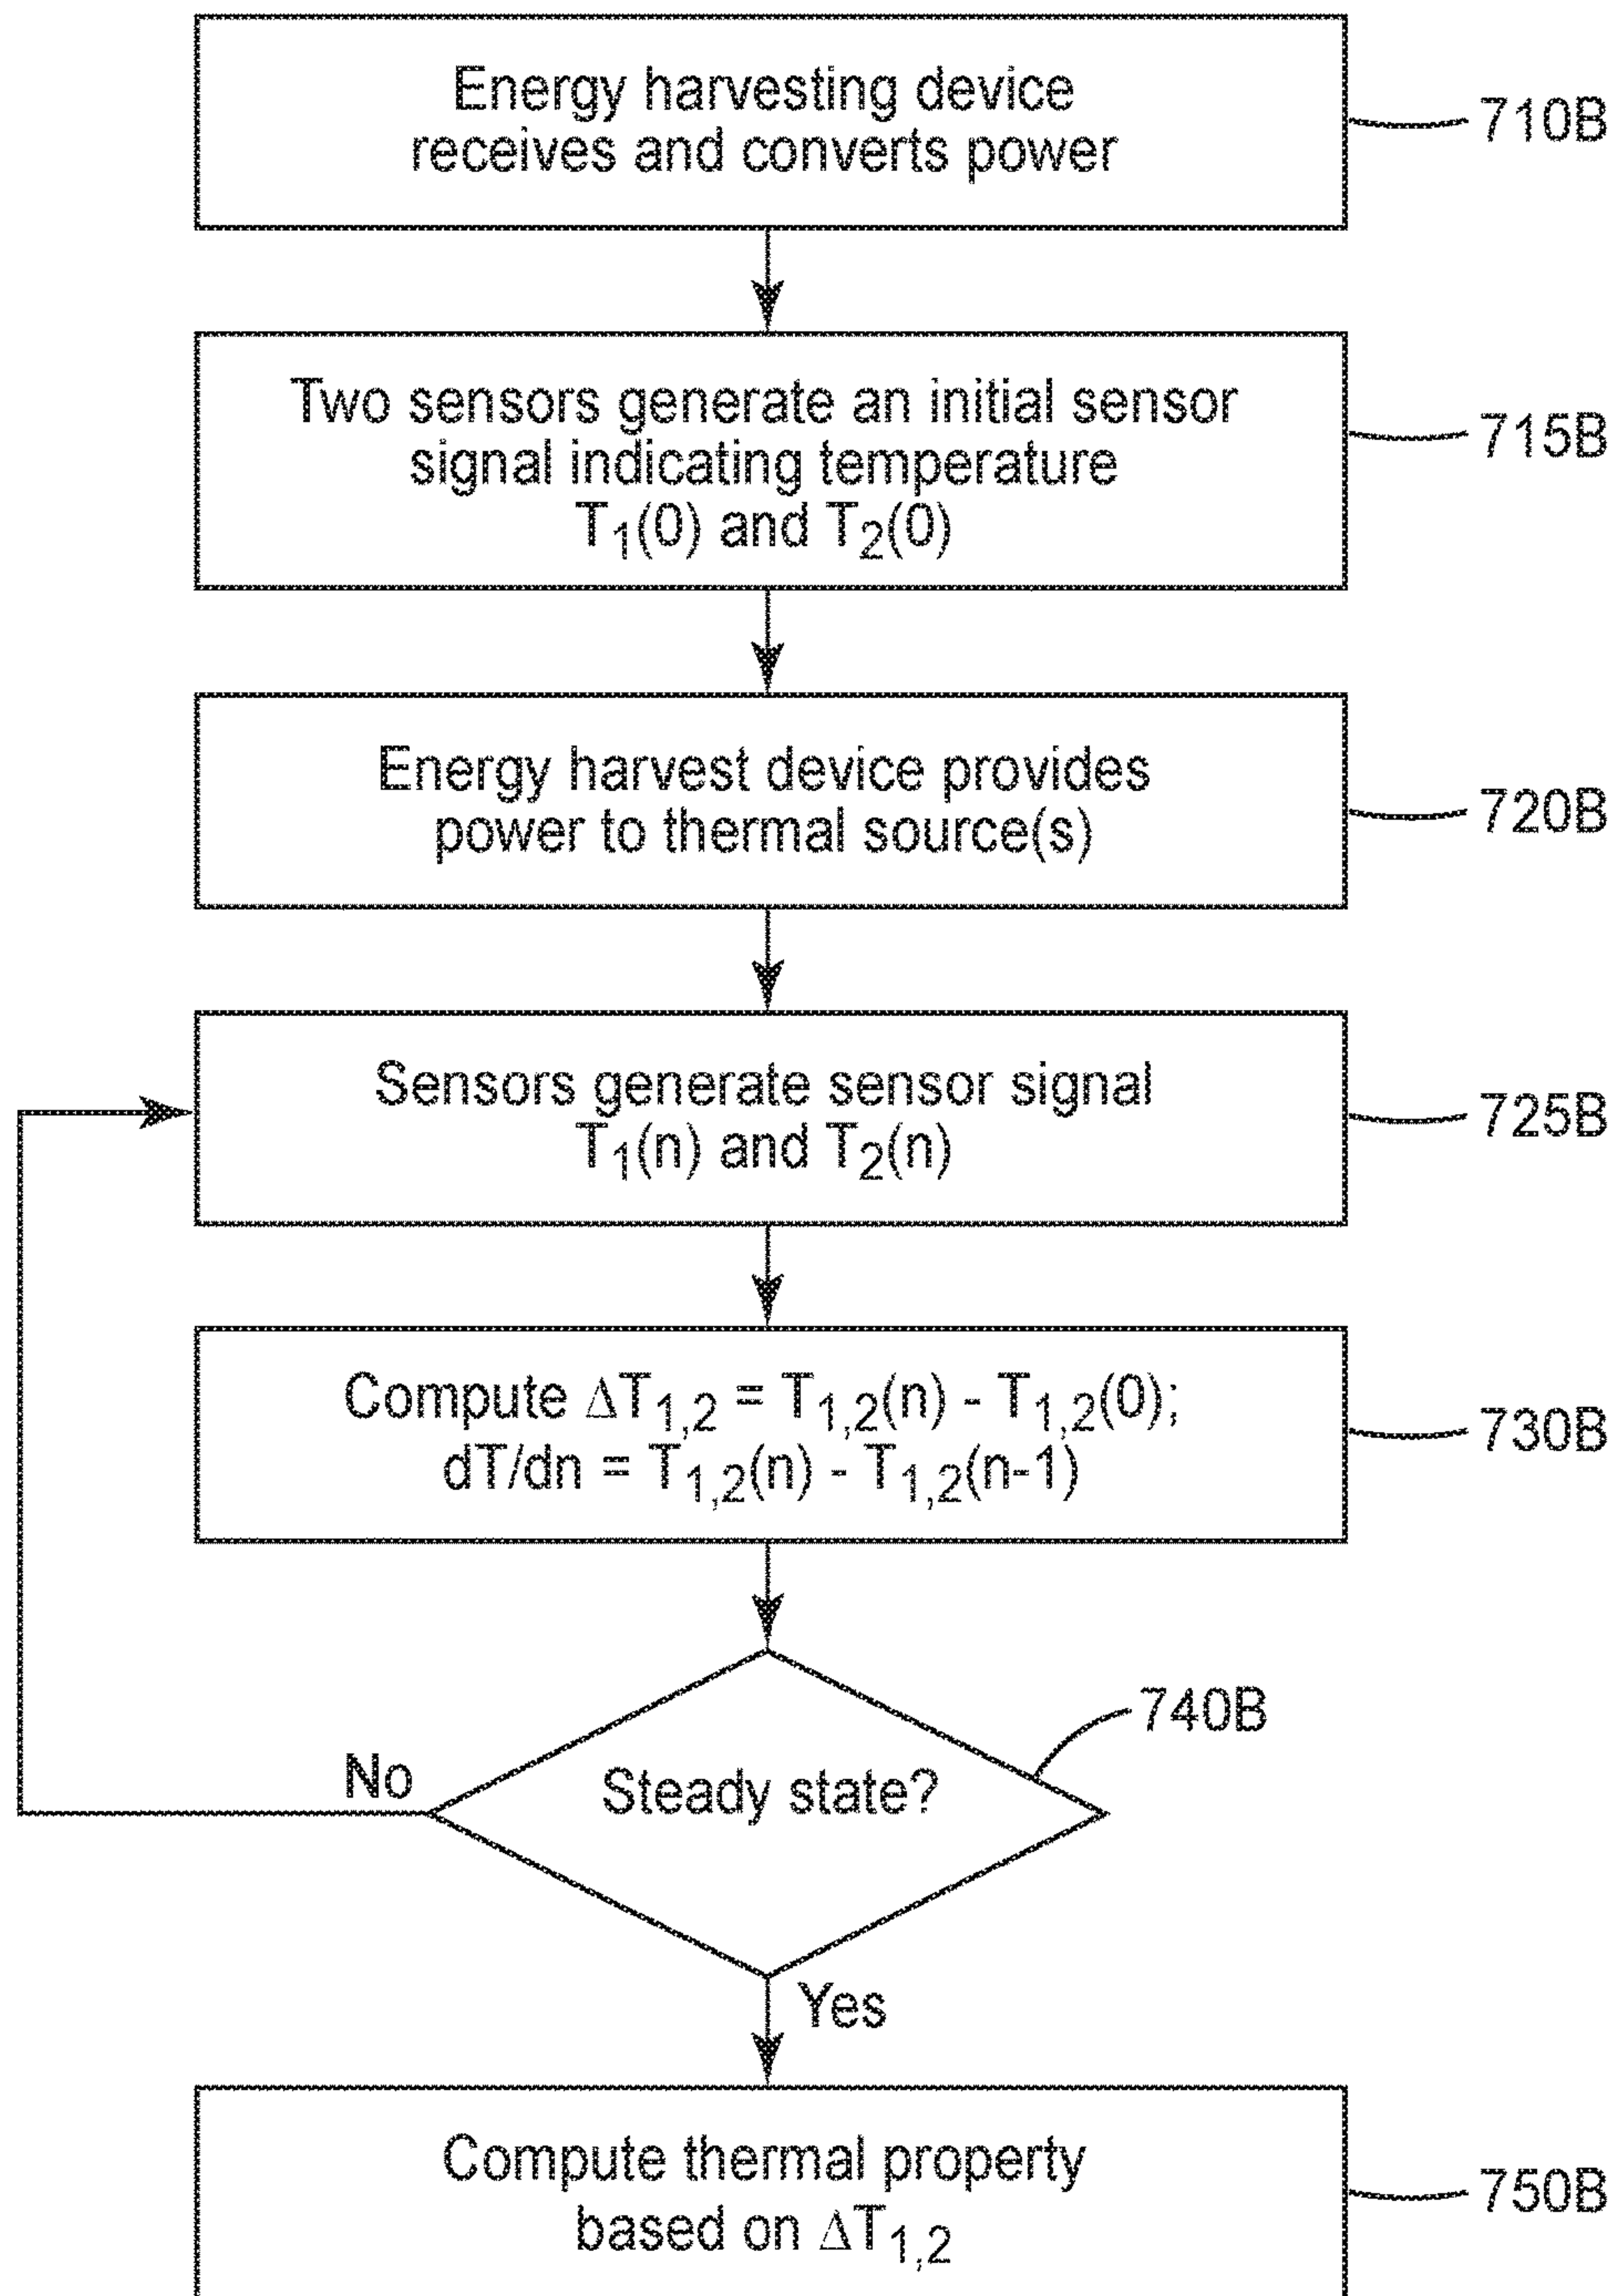 Energy harvesting device
receives and converts power
710B
Two sensors generate an initial sensor
signal indicating temperature
T1(0) and T2(0)
715B
Energy harvest device provides
power to thermal source(s)
720B
Sensors generate sensor signal
T1(n) and T2(n)
725B
Compute ΔT1,2 = T1,2(n) - T1,2(0);
dT/dn = T1,2(n) - T1,2(n-1)
730B
740B
No
Steady state?
Yes
Compute thermal property
based on ΔT1,2
750B